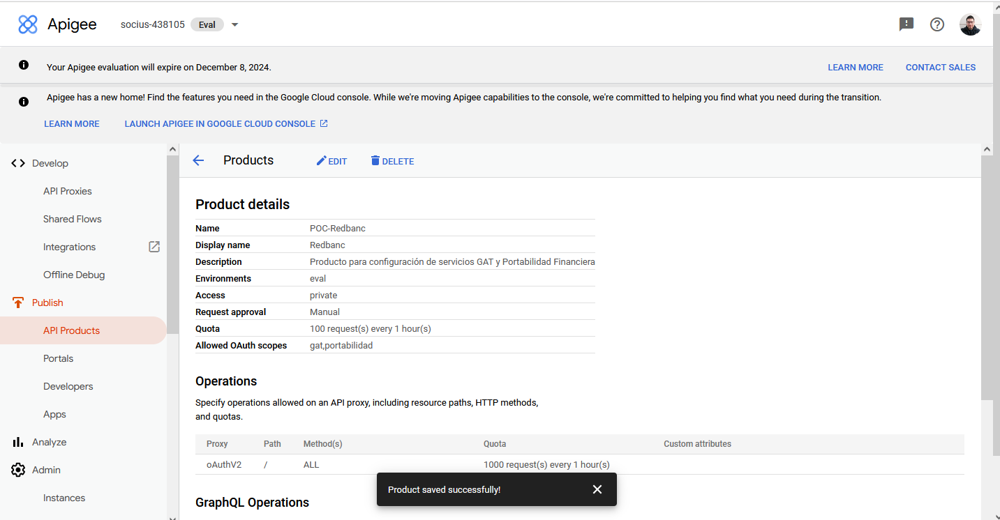 Apigee
socius-438105 Eval
Your Apigee evaluation will expire on December 8, 2024.
LEARN MORE CONTACT SALES
Apigee has a new home! Find the features you need in the Google Cloud console. While we're moving Apigee capabilities to the console, we're committed to helping you find what you need during the transition.
LEARN MORE LAUNCH APIGEE IN GOOGLE CLOUD CONSOLE
Develop
API Proxies
Shared Flows
Integrations
Offline Debug
Publish
API Products
Portals
Developers
Apps
Analyze
Admin
Instances
Products EDIT DELETE
Product details
Name POC-Redbanc
Display name Redbanc
Description Producto para configuración de servicios GAT y Portabilidad Financiera
Environments eval
Access private
Request approval Manual
Quota 100 request(s) every 1 hour(s)
Allowed OAuth scopes gat,portabilidad
Operations
Specify operations allowed on an API proxy, including resource paths, HTTP methods,
and quotas.
Proxy Path Method(s) Quota Custom attributes
oAuthV2 / ALL 1000 request(s) every 1 hour(s)
Product saved successfully!
GraphQL Operations